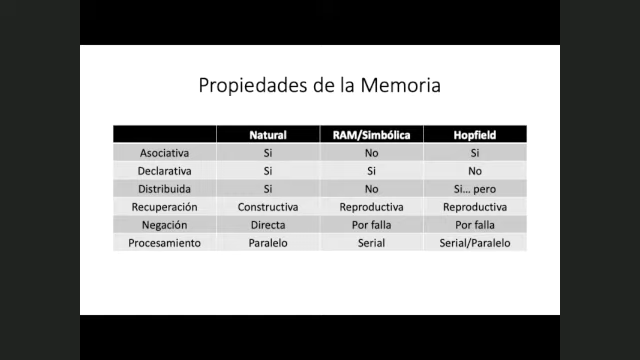 Propiedades de la Memoria
Natural RAM/Simbólica Hopfield
Asociativa Si No Si
Declarativa Si Si No
Distribuida Si No Si... pero
Recuperación Constructiva Reproductiva Reproductiva
Negación Directa Por falla Por falla
Procesamiento Paralelo Serial Serial/Paralelo